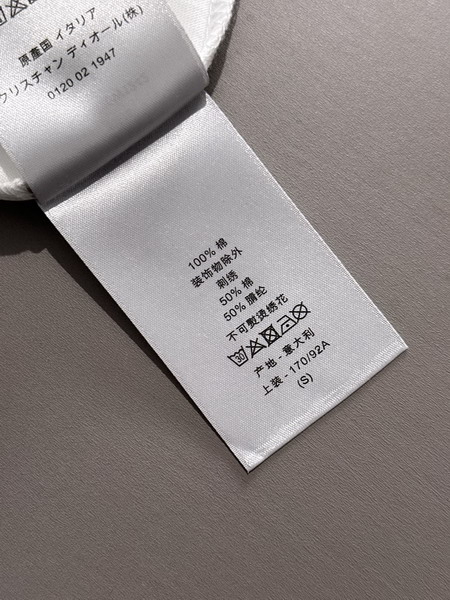 原産国 イタリア
クリスチャン ディオール(株)
0120 02 1947
100% 棉
装饰物除外
刺绣
50% 棉
50% 腈纶
不可熨烫绣花
30
产地 - 意大利
上装 - 170/92A
(S)